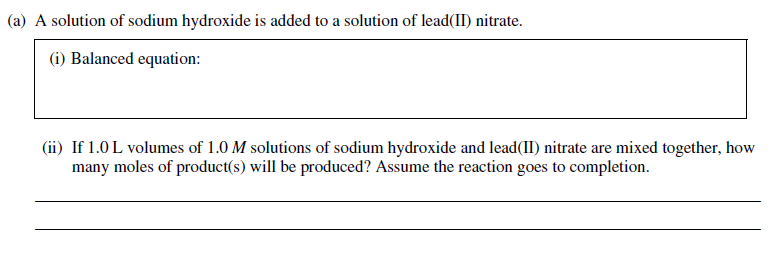 (a) A solution of sodium hydroxide is added to a solution of lead(II) nitrate.
(i) Balanced equation:
(ii) If 1.0 L volumes of 1.0 M solutions of sodium hydroxide and lead(II) nitrate are mixed together, how
many moles of product(s) will be produced? Assume the reaction goes to completion.